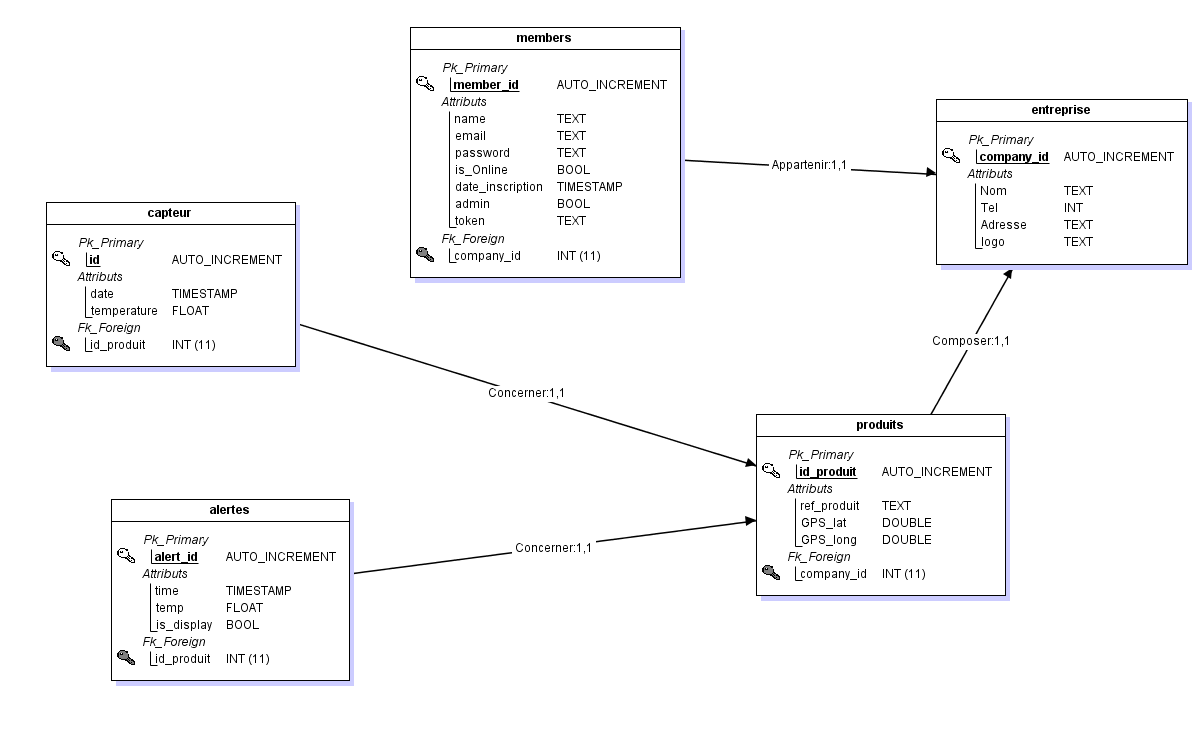 members
Pk_Primary
member_id AUTO_INCREMENT
Attributs
name TEXT
email TEXT
password TEXT
is_Online BOOL
date_inscription TIMESTAMP
admin BOOL
token TEXT
Fk_Foreign
company_id INT (11)
Appartenir:1,1
entreprise
Pk_Primary
company_id AUTO_INCREMENT
Attributs
Nom TEXT
Tel INT
Adresse TEXT
logo TEXT
capteur
Pk_Primary
id AUTO_INCREMENT
Attributs
date TIMESTAMP
temperature FLOAT
Fk_Foreign
id_produit INT (11)
Concerner:1,1
Composer:1,1
produits
Pk_Primary
id_produit AUTO_INCREMENT
Attributs
ref_produit TEXT
GPS_lat DOUBLE
GPS_long DOUBLE
Fk_Foreign
company_id INT (11)
alertes
Pk_Primary
alert_id AUTO_INCREMENT
Attributs
time TIMESTAMP
temp FLOAT
is_display BOOL
Fk_Foreign
id_produit INT (11)
Concerner:1,1